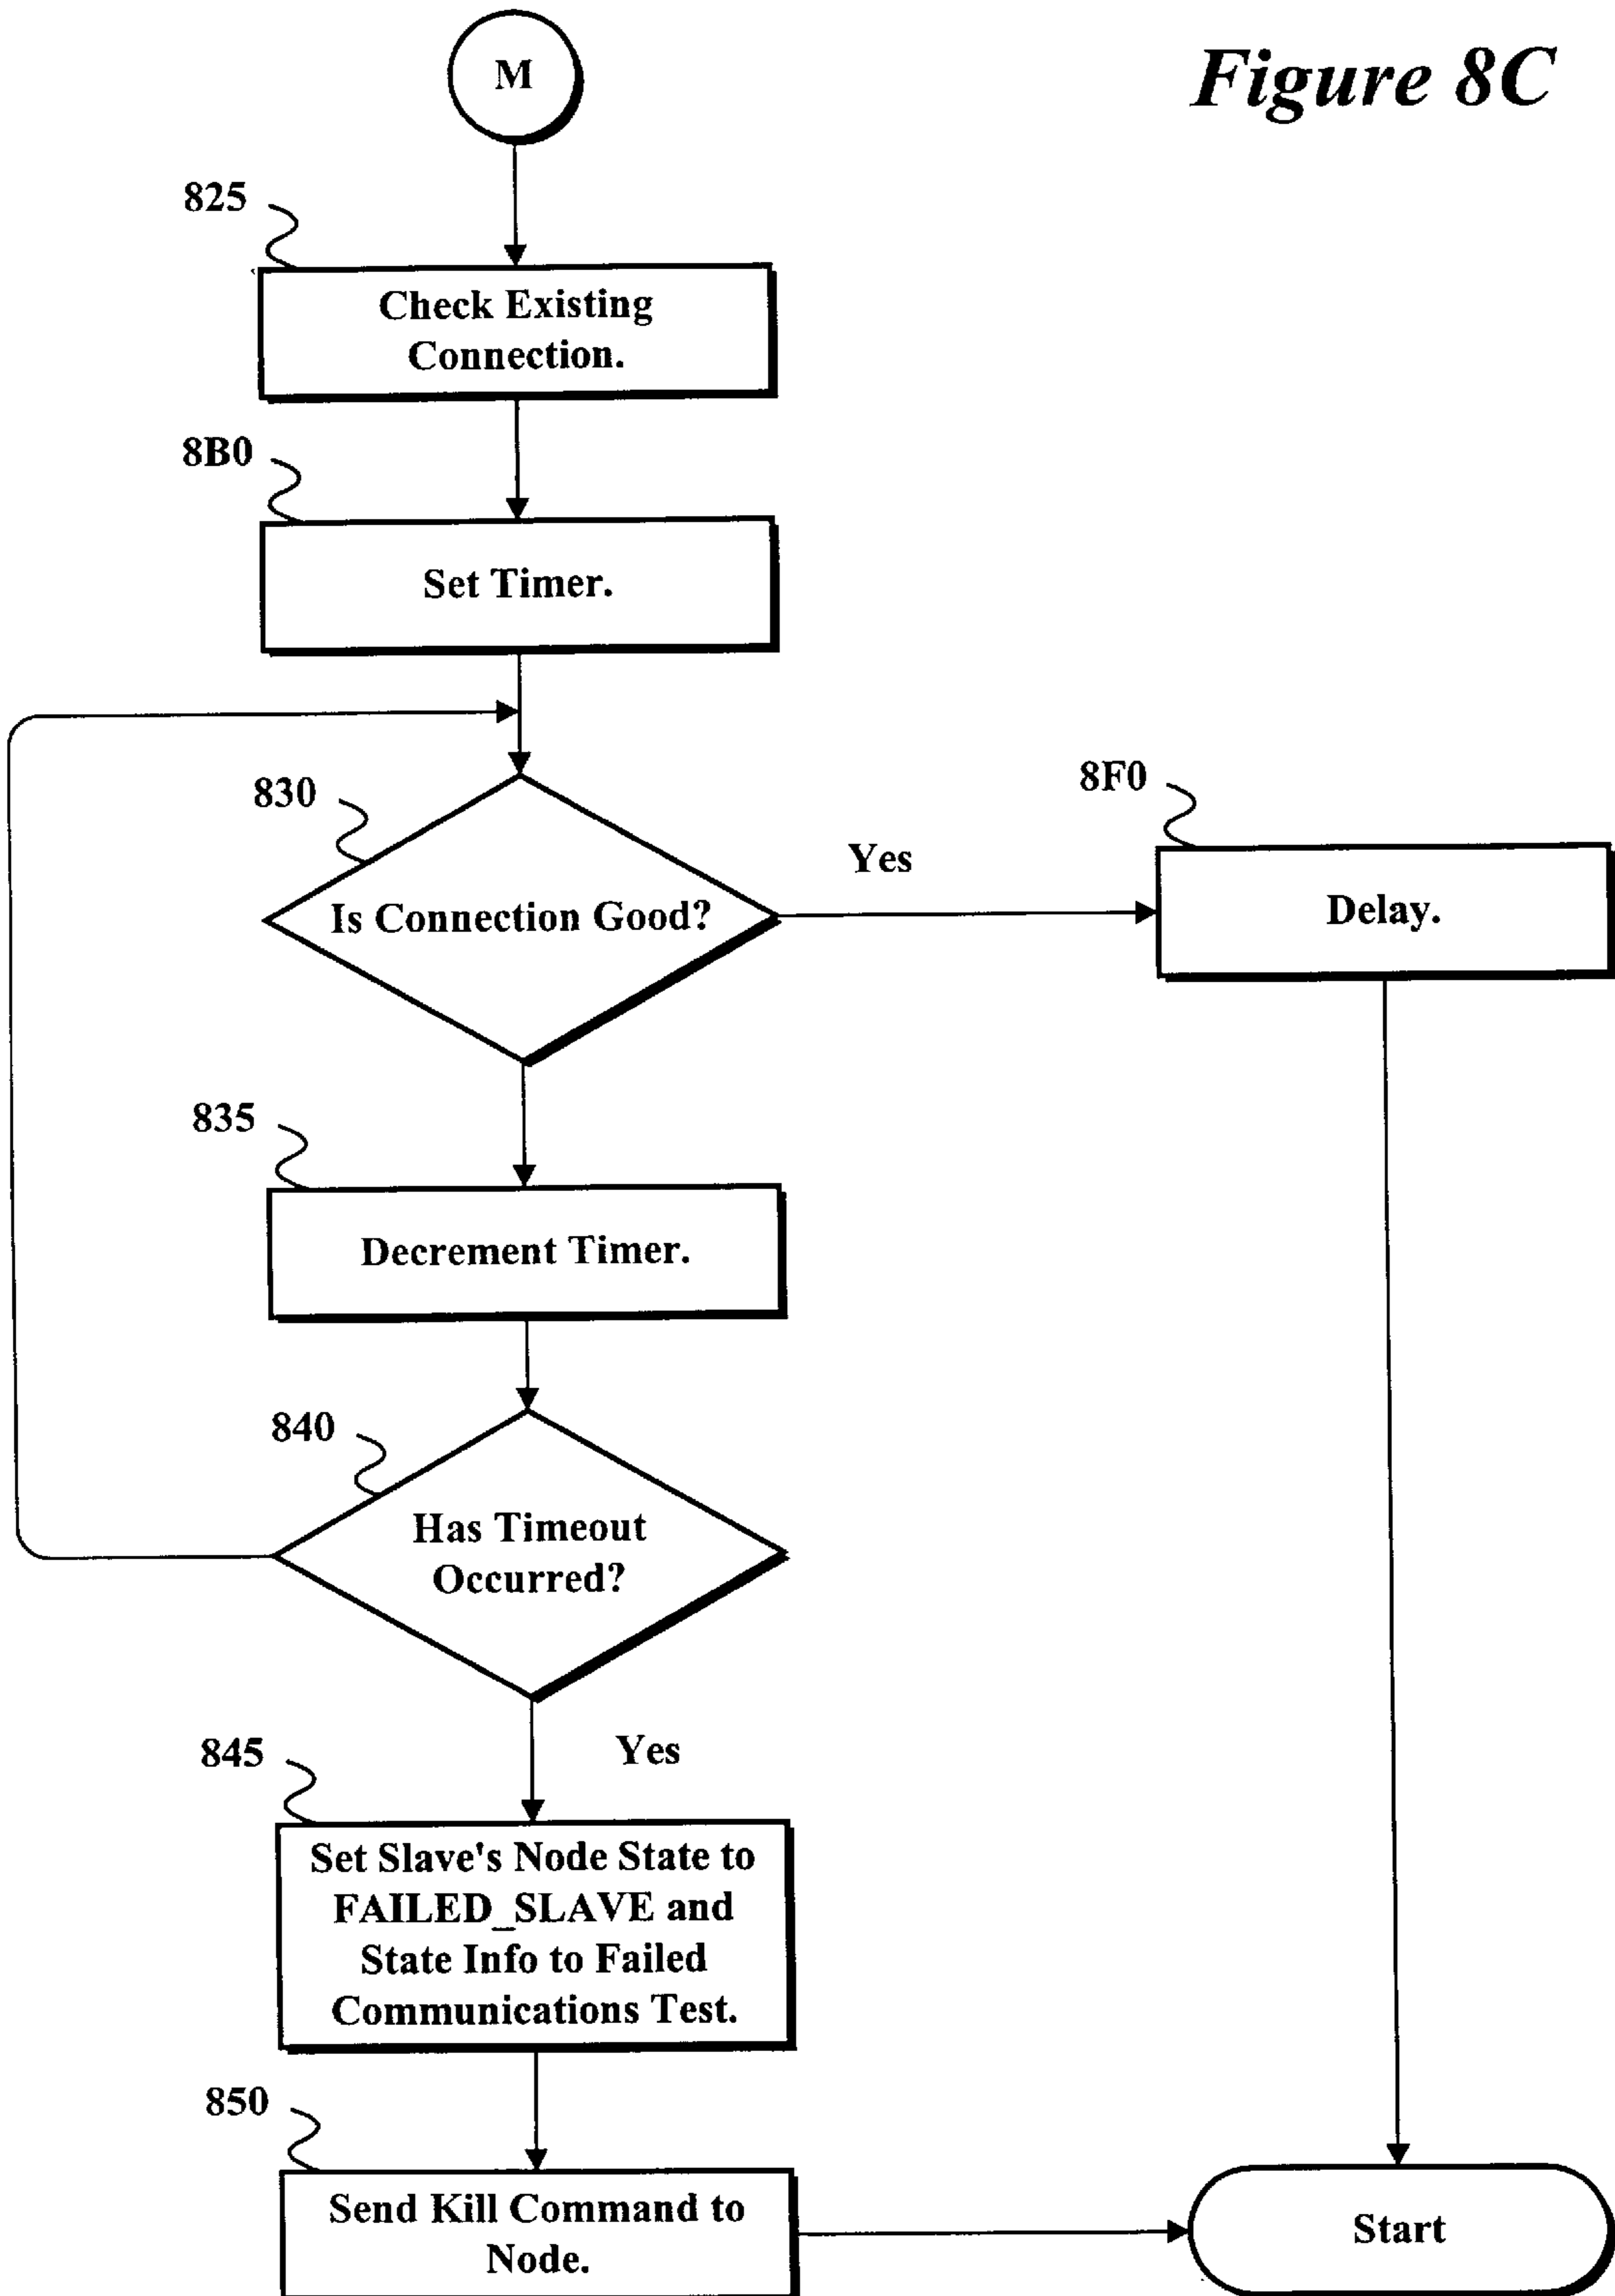 M
Figure 8C
825
Check Existing
Connection.
8B0
Set Timer.
830
Is Connection Good?
Yes
8F0
Delay.
835
Decrement Timer.
840
Has Timeout
Occurred?
Yes
845
Set Slave's Node State to
FAILED_SLAVE and
State Info to Failed
Communications Test.
850
Send Kill Command to
Node.
Start